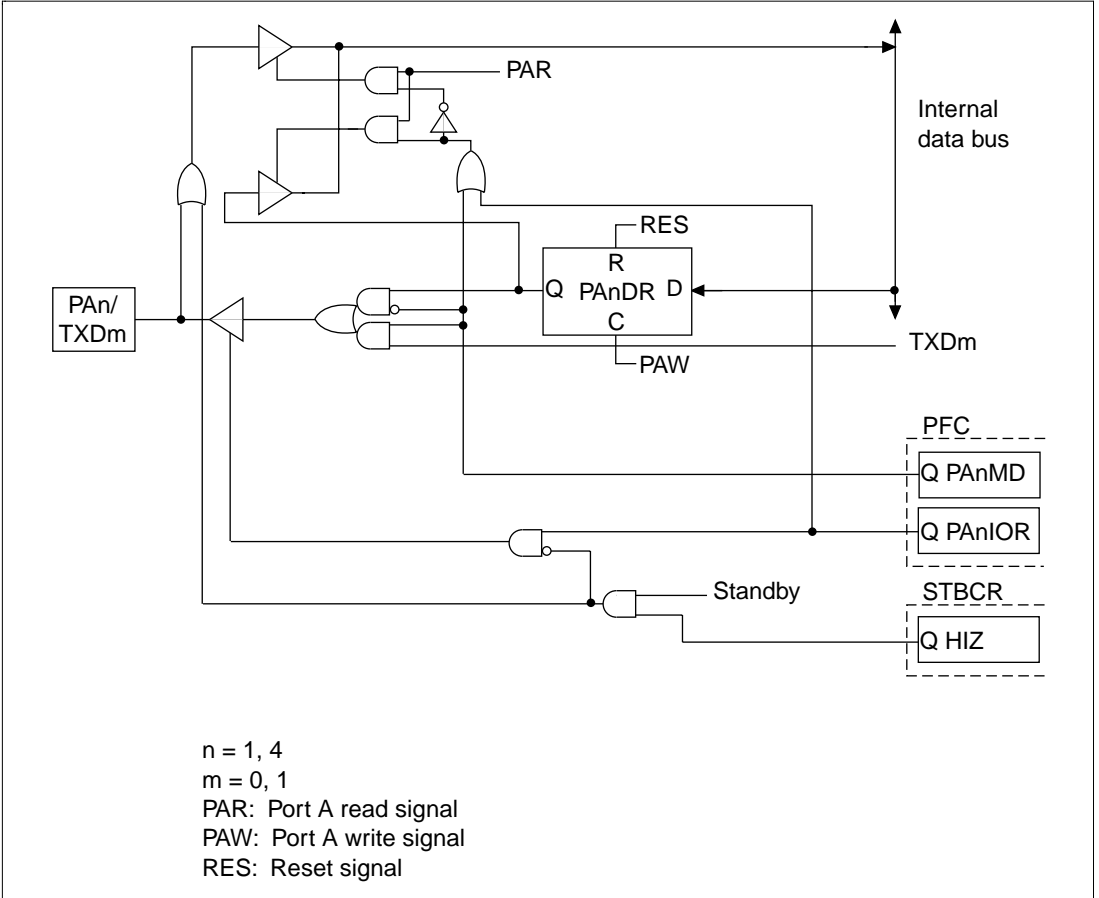 PAR
Internal
data bus
RES
R
Q PAnDR D
C
PAW
PAn/
TXDm
TXDm
PFC
Q PAnMD
Q PAnIOR
Standby
STBCR
Q HIZ
n = 1, 4
m = 0, 1
PAR: Port A read signal
PAW: Port A write signal
RES: Reset signal